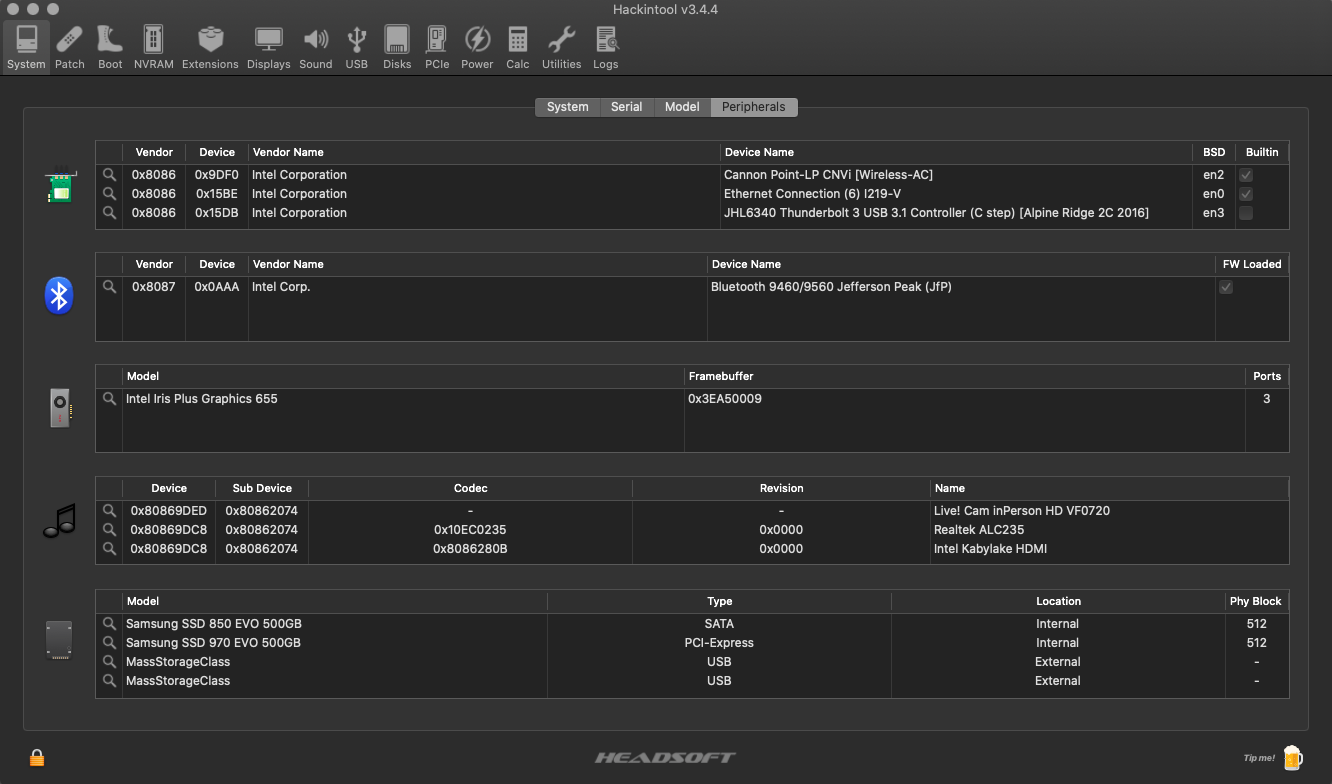 Hackintool v3.4.4
System Patch Boot NVRAM Extensions Displays Sound USB Disks PCIe Power Calc Utilities Logs
System Serial Model Peripherals
Vendor Device Vendor Name Device Name BSD Builtin
0x8086 0x9DF0 Intel Corporation Cannon Point-LP CNVi [Wireless-AC] en2
0x8086 0x15BE Intel Corporation Ethernet Connection (6) I219-V en0
0x8086 0x15DB Intel Corporation JHL6340 Thunderbolt 3 USB 3.1 Controller (C step) [Alpine Ridge 2C 2016] en3
Vendor Device Vendor Name Device Name FW Loaded
0x8087 0x0AAA Intel Corp. Bluetooth 9460/9560 Jefferson Peak (JfP)
Model Framebuffer Ports
Intel Iris Plus Graphics 655 0x3EA50009 3
Device Sub Device Codec Revision Name
0x80869DED 0x80862074 - - Live! Cam inPerson HD VF0720
0x80869DC8 0x80862074 0x10EC0235 0x0000 Realtek ALC235
0x80869DC8 0x80862074 0x8086280B 0x0000 Intel Kabylake HDMI
Model Type Location Phy Block
Samsung SSD 850 EVO 500GB SATA Internal 512
Samsung SSD 970 EVO 500GB PCI-Express Internal 512
MassStorageClass USB External -
MassStorageClass USB External -
HEADSOFT Tip me!